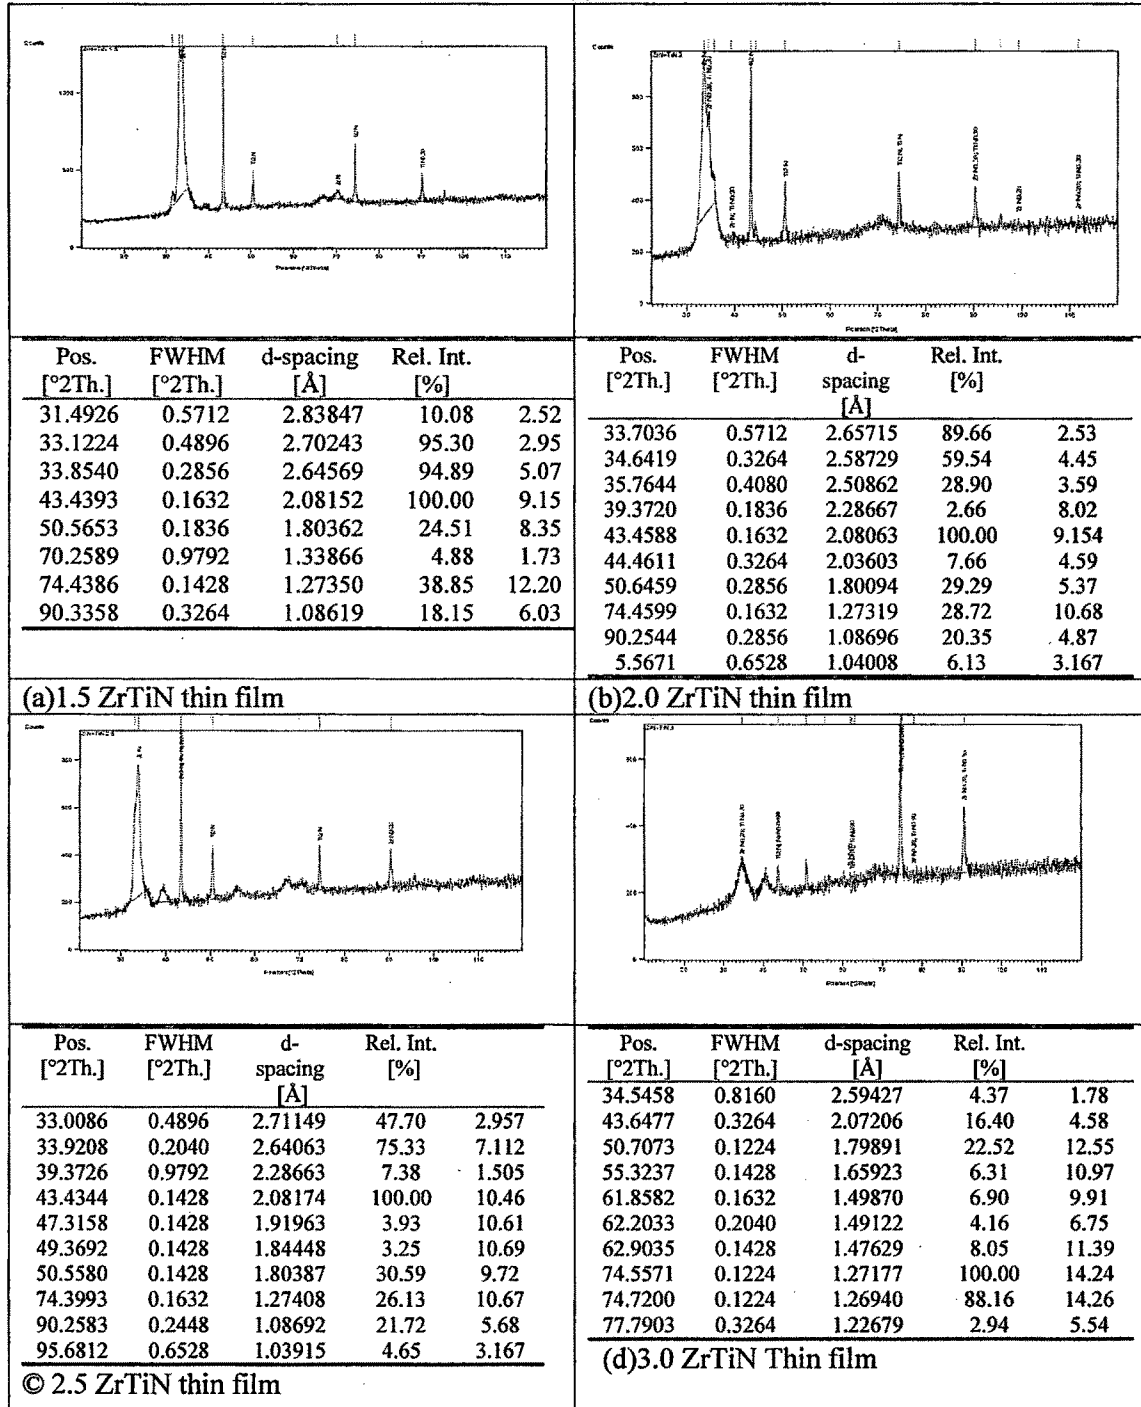 Counts
Position [°2Theta]
Pos. FWHM d-spacing Rel. Int.
[°2Th.] [°2Th.] [Å] [%]
31.4926 0.5712 2.83847 10.08 2.52
33.1224 0.4896 2.70243 95.30 2.95
33.8540 0.2856 2.64569 94.89 5.07
43.4393 0.1632 2.08152 100.00 9.15
50.5653 0.1836 1.80362 24.51 8.35
70.2589 0.9792 1.33866 4.88 1.73
74.4386 0.1428 1.27350 38.85 12.20
90.3358 0.3264 1.08619 18.15 6.03
(a)1.5 ZrTiN thin film
Counts
Position [°2Theta]
Pos. FWHM d- Rel. Int.
[°2Th.] [°2Th.] spacing [%]
[Å]
33.7036 0.5712 2.65715 89.66 2.53
34.6419 0.3264 2.58729 59.54 4.45
35.7644 0.4080 2.50862 28.90 3.59
39.3720 0.1836 2.28667 2.66 8.02
43.4588 0.1632 2.08063 100.00 9.154
44.4611 0.3264 2.03603 7.66 4.59
50.6459 0.2856 1.80094 29.29 5.37
74.4599 0.1632 1.27319 28.72 10.68
90.2544 0.2856 1.08696 20.35 4.87
5.5671 0.6528 1.04008 6.13 3.167
(b)2.0 ZrTiN thin film
Counts
Position [°2Theta]
Pos. FWHM d- Rel. Int.
[°2Th.] [°2Th.] spacing [%]
[Å]
33.0086 0.4896 2.71149 47.70 2.957
33.9208 0.2040 2.64063 75.33 7.112
39.3726 0.9792 2.28663 7.38 1.505
43.4344 0.1428 2.08174 100.00 10.46
47.3158 0.1428 1.91963 3.93 10.61
49.3692 0.1428 1.84448 3.25 10.69
50.5580 0.1428 1.80387 30.59 9.72
74.3993 0.1632 1.27408 26.13 10.67
90.2583 0.2448 1.08692 21.72 5.68
95.6812 0.6528 1.03915 4.65 3.167
© 2.5 ZrTiN thin film
Counts
Position [°2Theta]
Pos. FWHM d-spacing Rel. Int.
[°2Th.] [°2Th.] [Å] [%]
34.5458 0.8160 2.59427 4.37 1.78
43.6477 0.3264 2.07206 16.40 4.58
50.7073 0.1224 1.79891 22.52 12.55
55.3237 0.1428 1.65923 6.31 10.97
61.8582 0.1632 1.49870 6.90 9.91
62.2033 0.2040 1.49122 4.16 6.75
62.9035 0.1428 1.47629 8.05 11.39
74.5571 0.1224 1.27177 100.00 14.24
74.7200 0.1224 1.26940 88.16 14.26
77.7903 0.3264 1.22679 2.94 5.54
(d)3.0 ZrTiN Thin film